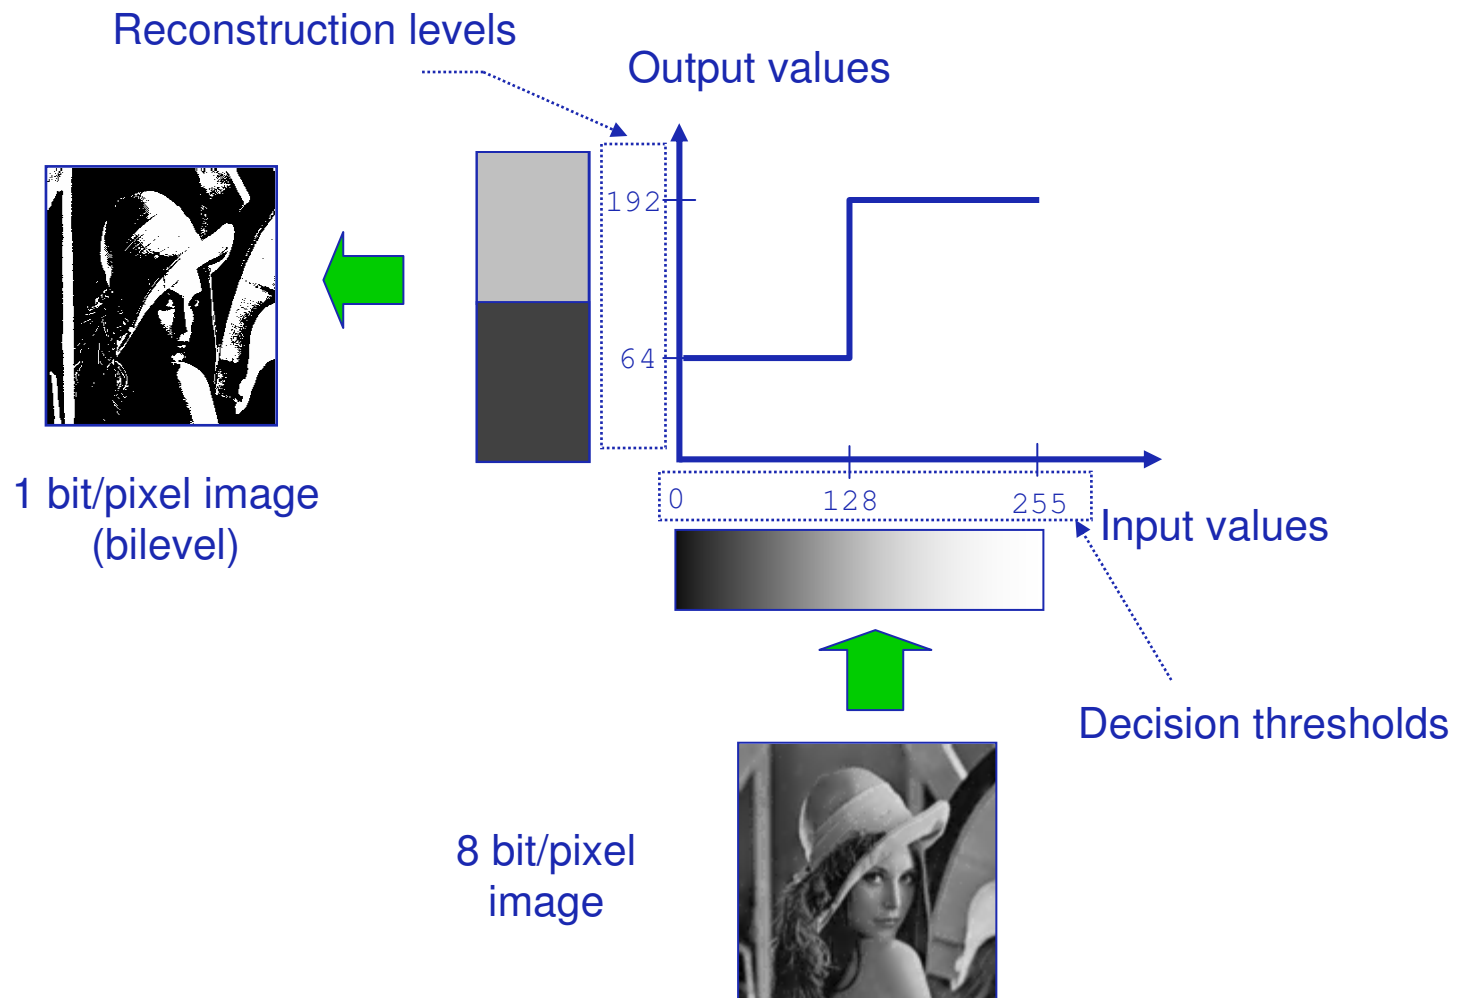 Reconstruction levels
Output values
192
64
0 128 255
Input values
1 bit/pixel image
(bilevel)
Decision thresholds
8 bit/pixel
image